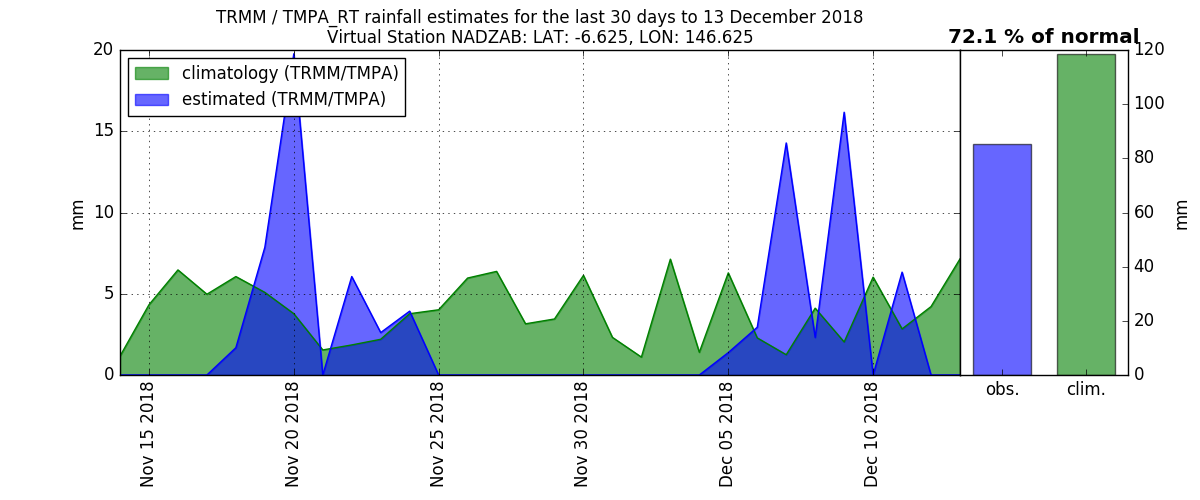 TRMM / TMPA_RT rainfall estimates for the last 30 days to 13 December 2018
Virtual Station NADZAB: LAT: -6.625, LON: 146.625
72.1 % of normal
climatology (TRMM/TMPA)
estimated (TRMM/TMPA)
20
15
10
5
0
mm
120
100
80
60
40
20
0
mm
obs.
clim.
Nov 15 2018
Nov 20 2018
Nov 25 2018
Nov 30 2018
Dec 05 2018
Dec 10 2018